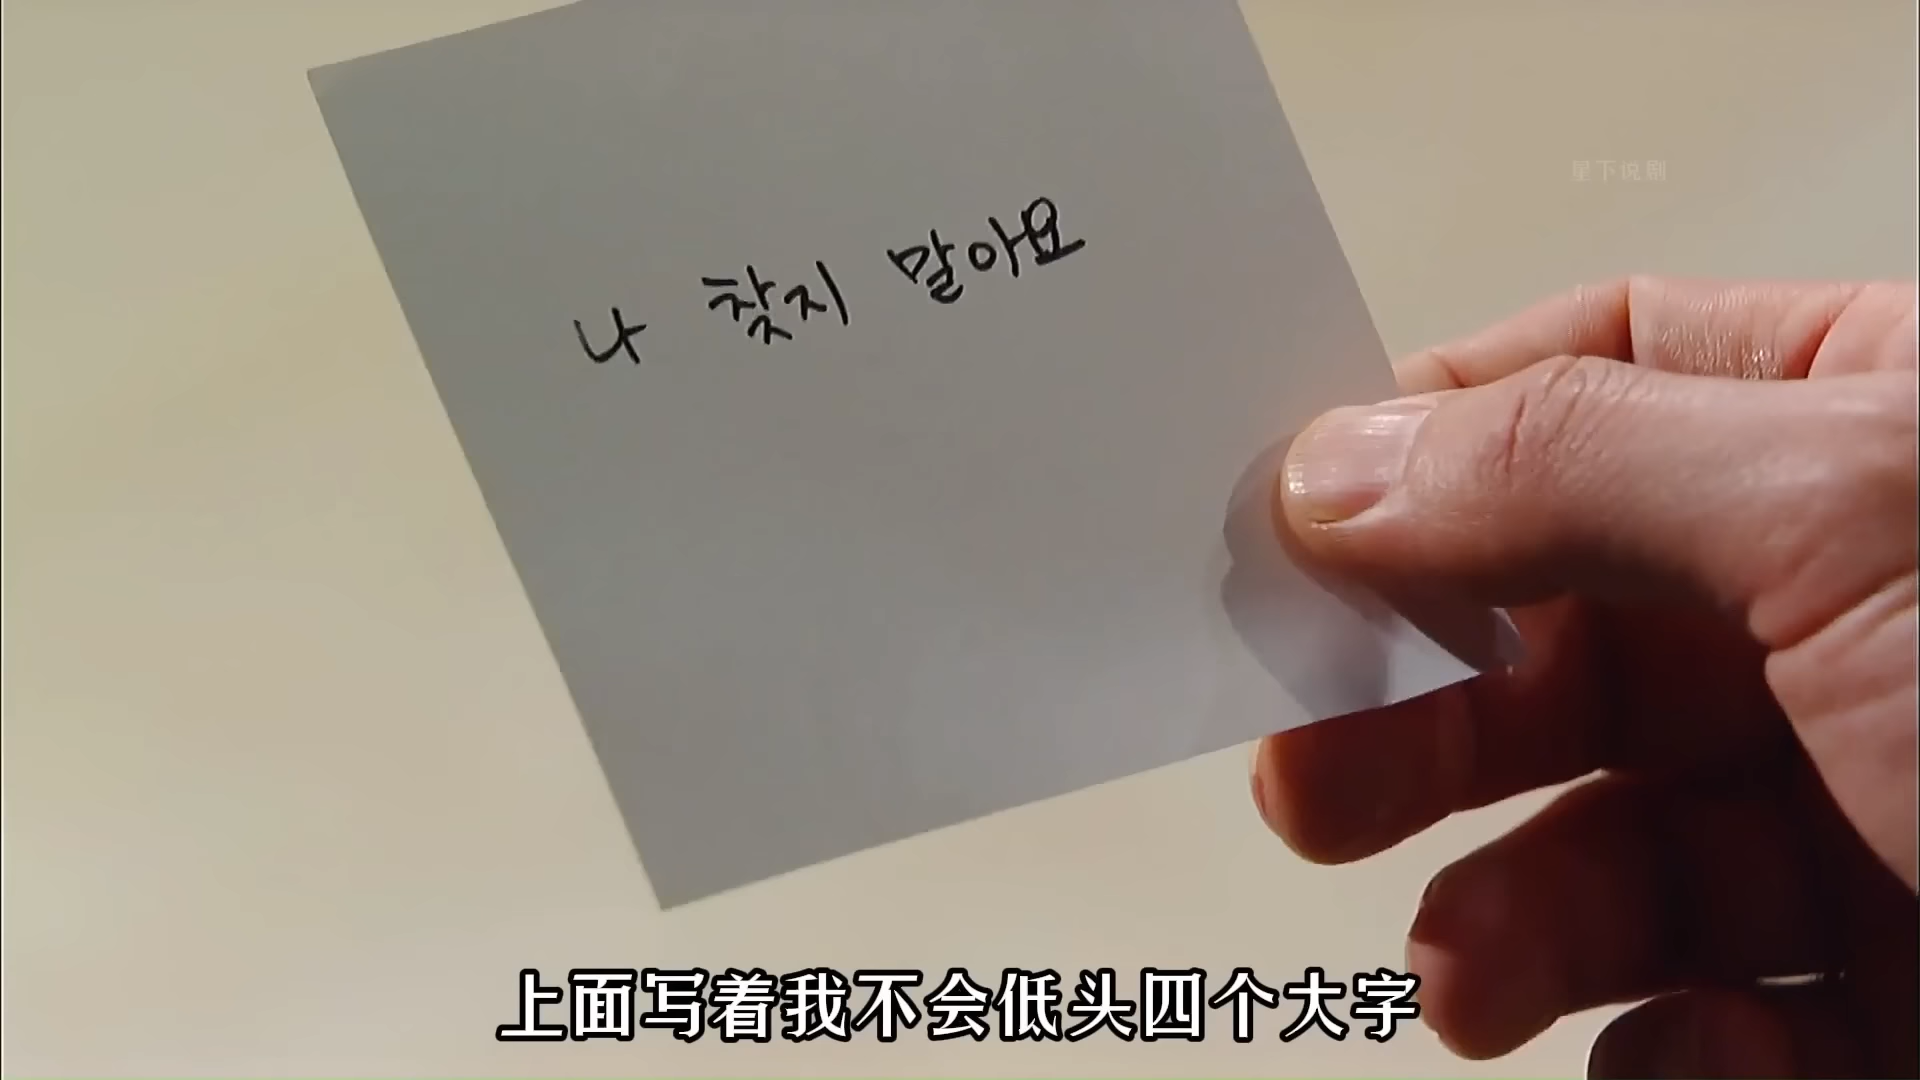 星下说剧
나 찾지 말아요
上面写着我不会低头四个大字